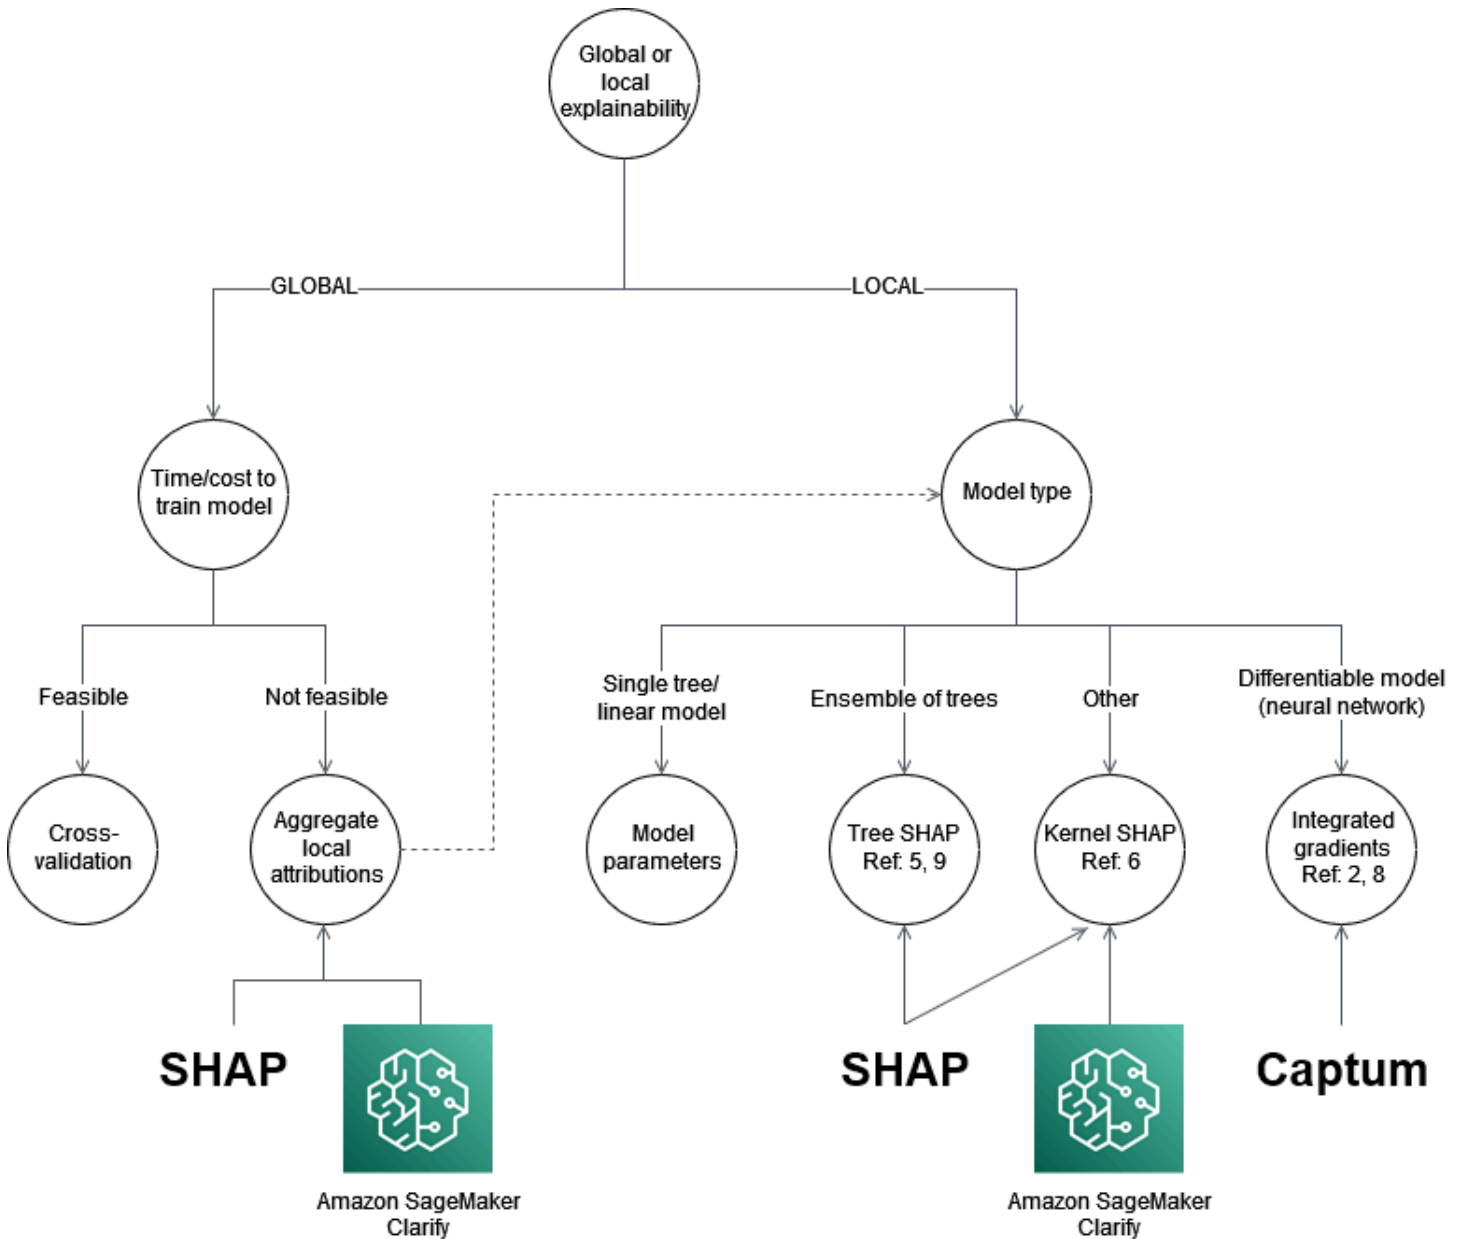 Global or
local
explainability
GLOBAL
LOCAL
Time/cost to
train model
Model type
Feasible
Not feasible
Single tree/
linear model
Ensemble of trees
Other
Differentiable model
(neural network)
Cross-
validation
Aggregate
local
attributions
Model
parameters
Tree SHAP
Ref: 5, 9
Kernel SHAP
Ref: 6
Integrated
gradients
Ref: 2, 8
SHAP
Amazon SageMaker
Clarify
SHAP
Amazon SageMaker
Clarify
Captum